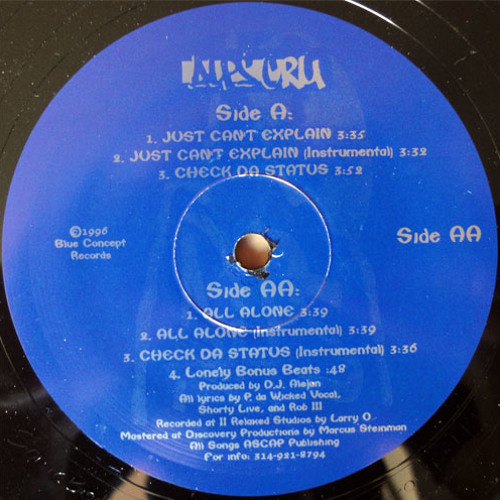 Side A:
1. JUST CAN'T EXPLAIN 3:35
2. JUST CAN'T EXPLAIN (Instrumental) 3:32
3. CHECK DA STATUS 3:52
©1996
Blue Concept
Records
Side AA
Side AA:
1. ALL ALONE 3:39
2. ALL ALONE (Instrumental) 3:39
3. CHECK DA STATUS (Instrumental) 3:36
4. Lonely Bonus Beats :48
Produced by D.J. Alejan
All lyrics by P. da Wicked Vocal,
Shorty Live, and Rob III
Recorded at II Relaxed Studios by Larry O
Mastered at Discovery Productions by Marcus Steinman
All Songs ASCAP Publishing
For info: 314-921-8794